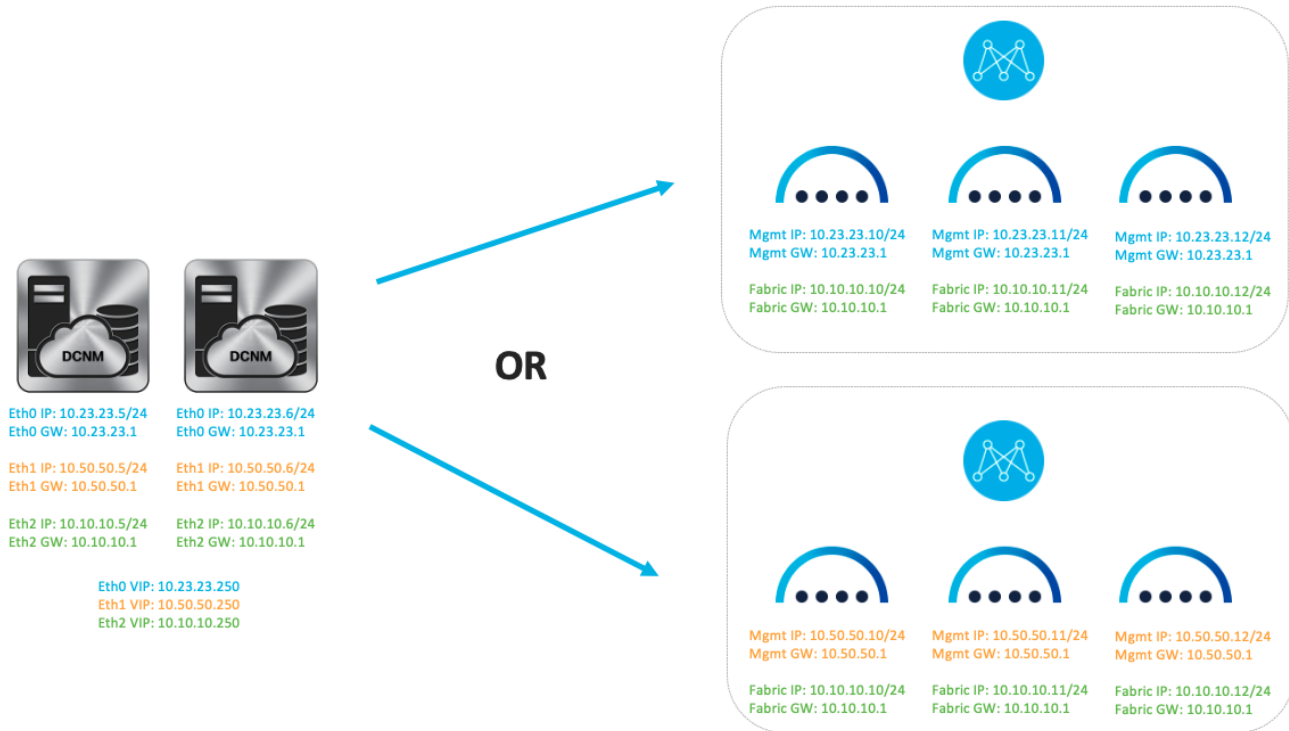 DCNM
DCNM
Eth0 IP: 10.23.23.5/24
Eth0 GW: 10.23.23.1
Eth1 IP: 10.50.50.5/24
Eth1 GW: 10.50.50.1
Eth2 IP: 10.10.10.5/24
Eth2 GW: 10.10.10.1
Eth0 IP: 10.23.23.6/24
Eth0 GW: 10.23.23.1
Eth1 IP: 10.50.50.6/24
Eth1 GW: 10.50.50.1
Eth2 IP: 10.10.10.6/24
Eth2 GW: 10.10.10.1
Eth0 VIP: 10.23.23.250
Eth1 VIP: 10.50.50.250
Eth2 VIP: 10.10.10.250
OR
Mgmt IP: 10.23.23.10/24
Mgmt GW: 10.23.23.1
Fabric IP: 10.10.10.10/24
Fabric GW: 10.10.10.1
Mgmt IP: 10.23.23.11/24
Mgmt GW: 10.23.23.1
Fabric IP: 10.10.10.11/24
Fabric GW: 10.10.10.1
Mgmt IP: 10.23.23.12/24
Mgmt GW: 10.23.23.1
Fabric IP: 10.10.10.12/24
Fabric GW: 10.10.10.1
Mgmt IP: 10.50.50.10/24
Mgmt GW: 10.50.50.1
Fabric IP: 10.10.10.10/24
Fabric GW: 10.10.10.1
Mgmt IP: 10.50.50.11/24
Mgmt GW: 10.50.50.1
Fabric IP: 10.10.10.11/24
Fabric GW: 10.10.10.1
Mgmt IP: 10.50.50.12/24
Mgmt GW: 10.50.50.1
Fabric IP: 10.10.10.12/24
Fabric GW: 10.10.10.1